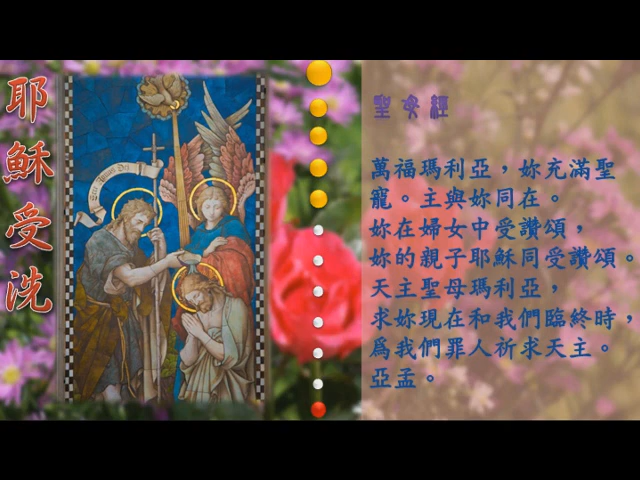 耶穌受洗
聖母經
萬福瑪利亞，妳充滿聖
寵。主與妳同在。
妳在婦女中受讚頌，
妳的親子耶穌同受讚頌。
天主聖母瑪利亞，
求妳現在和我們臨終時，
為我們罪人祈求天主。
亞孟。